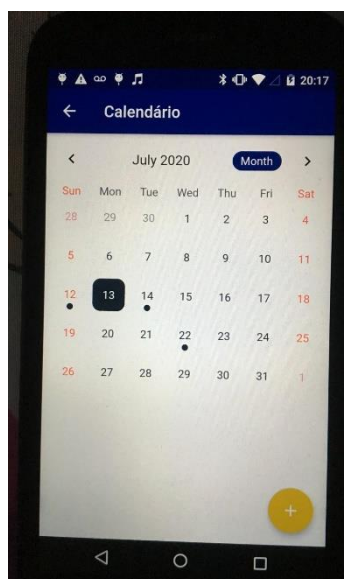 20:17
Calendário
July 2020 Month
Sun Mon Tue Wed Thu Fri Sat
28 29 30 1 2 3 4
5 6 7 8 9 10 11
12 13 14 15 16 17 18
19 20 21 22 23 24 25
26 27 28 29 30 31 1